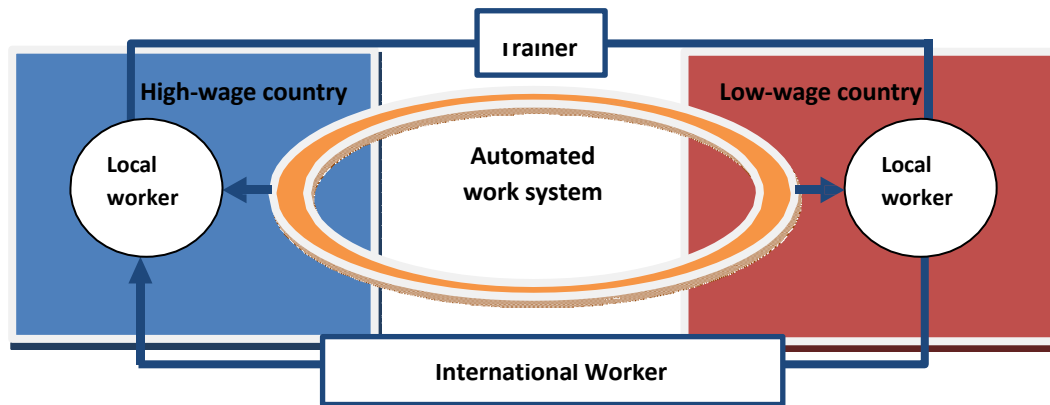 Trainer
High-wage country
Low-wage country
Local
worker
Automated
work system
Local
worker
International Worker